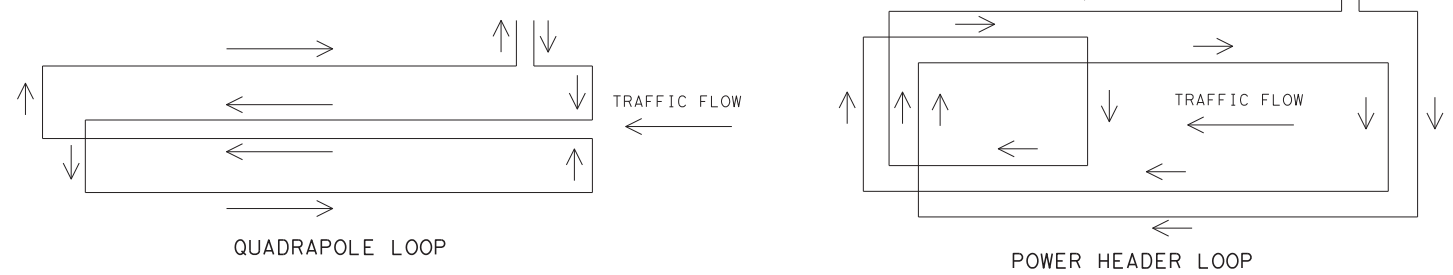 TRAFFIC FLOW
QUADRAPOLE LOOP
TRAFFIC FLOW
POWER HEADER LOOP